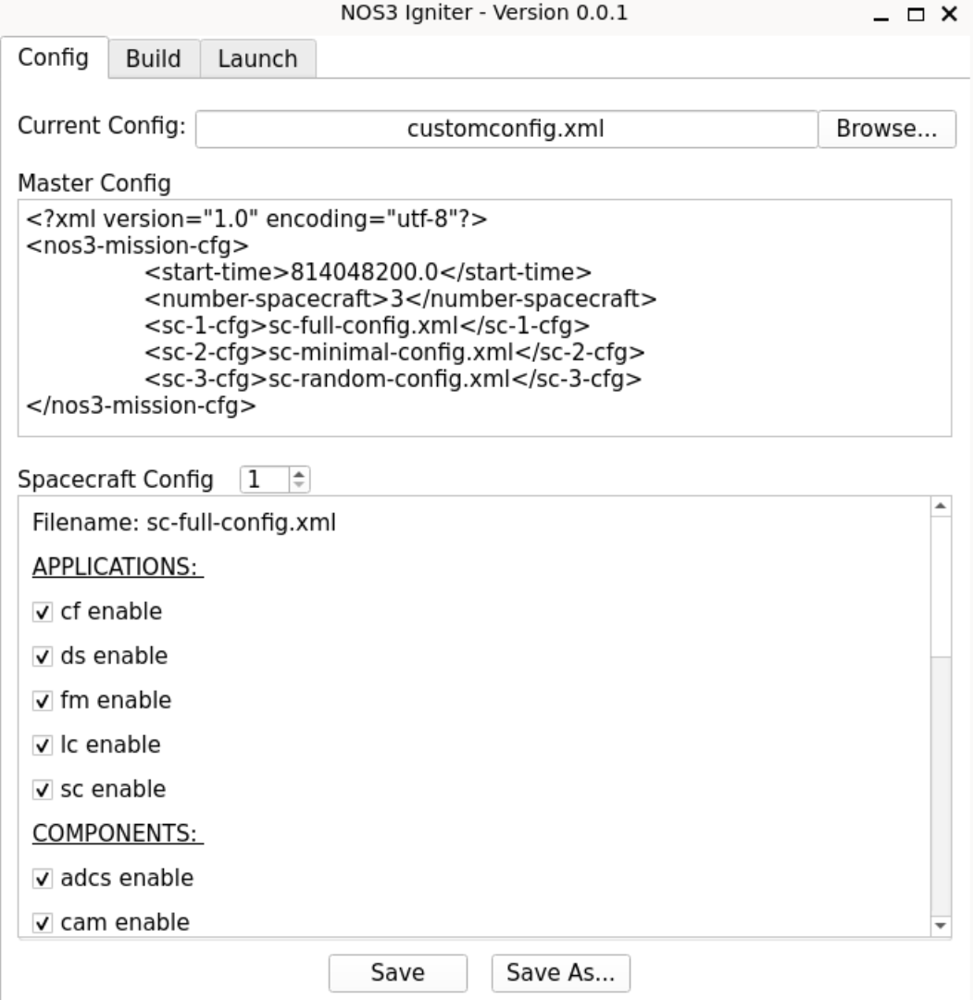 NOS3 Igniter - Version 0.0.1
Config Build Launch
Current Config: customconfig.xml Browse...
Master Config
<?xml version="1.0" encoding="utf-8"?>
<nos3-mission-cfg>
<start-time>814048200.0</start-time>
<number-spacecraft>3</number-spacecraft>
<sc-1-cfg>sc-full-config.xml</sc-1-cfg>
<sc-2-cfg>sc-minimal-config.xml</sc-2-cfg>
<sc-3-cfg>sc-random-config.xml</sc-3-cfg>
</nos3-mission-cfg>
Spacecraft Config 1
Filename: sc-full-config.xml
APPLICATIONS:
cf enable
ds enable
fm enable
lc enable
sc enable
COMPONENTS:
adcs enable
cam enable
Save Save As...